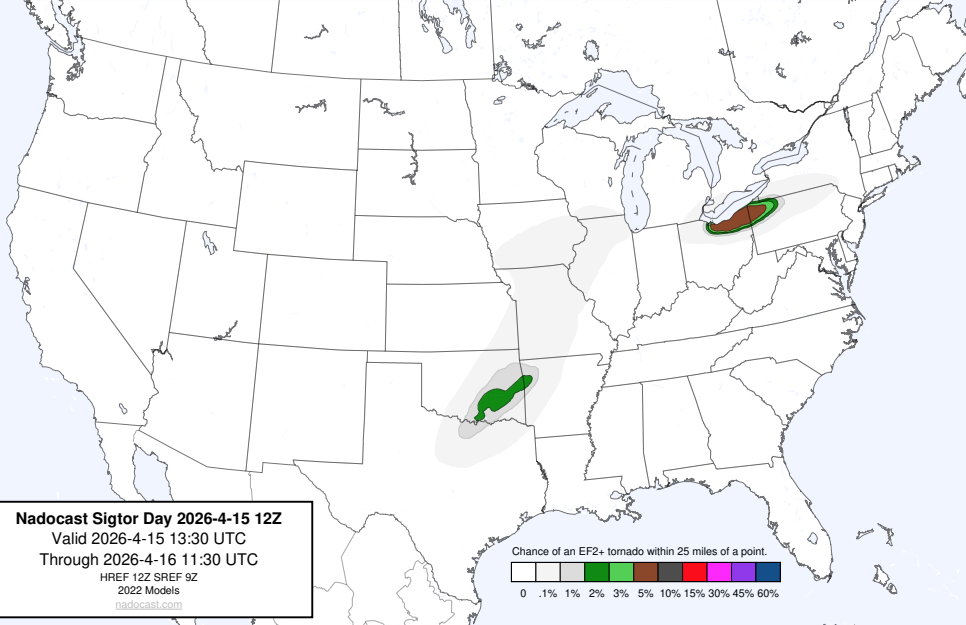 Nadocast Sigtor Day 2026-4-15 12Z
Valid 2026-4-15 13:30 UTC
Through 2026-4-16 11:30 UTC
HREF 12Z SREF 9Z
2022 Models
nadocast.com
Chance of an EF2+ tornado within 25 miles of a point.
0 .1% 1% 2% 3% 5% 10% 15% 30% 45% 60%